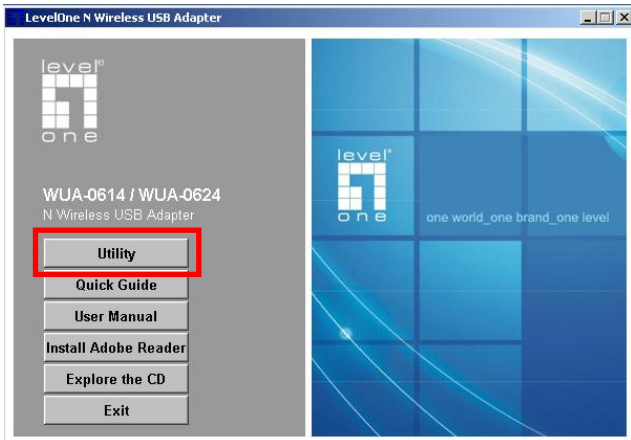 LevelOne N Wireless USB Adapter
level®
one
WUA-0614 / WUA-0624
N Wireless USB Adapter
Utility
Quick Guide
User Manual
Install Adobe Reader
Explore the CD
Exit
level®
one
one world_one brand_one level